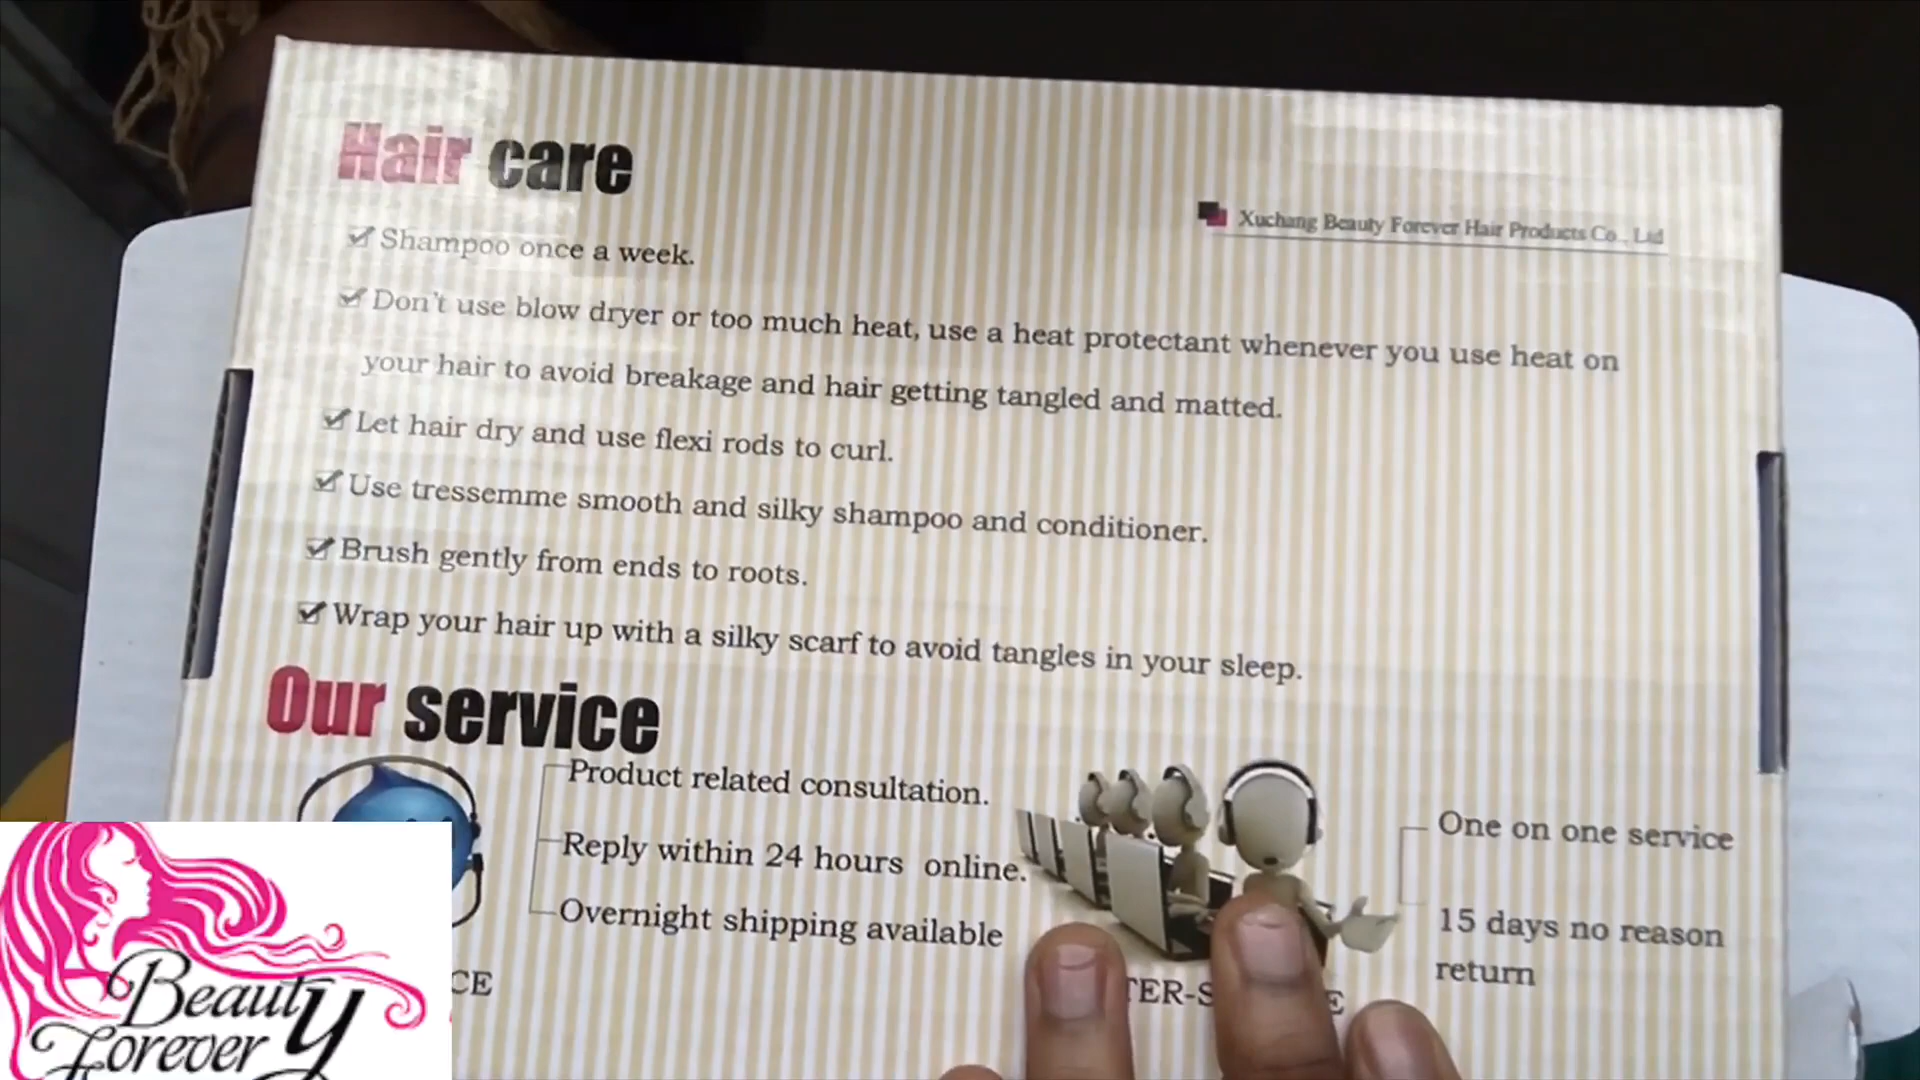 Hair care
Xuchang Beauty Forever Hair Products Co., Ltd
Shampoo once a week.
Don't use blow dryer or too much heat, use a heat protectant whenever you use heat on
your hair to avoid breakage and hair getting tangled and matted.
Let hair dry and use flexi rods to curl.
Use tressemme smooth and silky shampoo and conditioner.
Brush gently from ends to roots.
Wrap your hair up with a silky scarf to avoid tangles in your sleep.
Our service
Product related consultation.
Reply within 24 hours online.
Overnight shipping available
One on one service
15 days no reason
return
Beauty
Forever